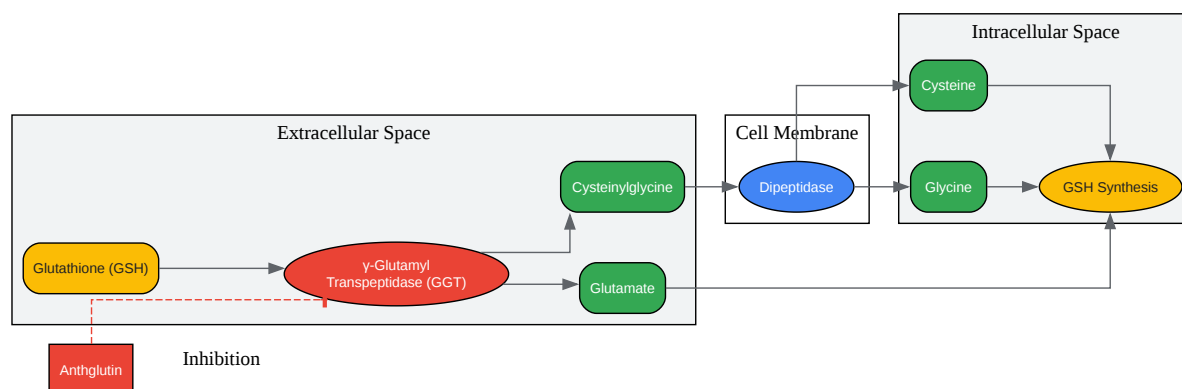 Intracellular Space
Cysteine
Extracellular Space
Cell Membrane
Cysteinylglycine
Dipeptidase
Glycine
GSH Synthesis
Glutathione (GSH)
γ-Glutamyl
Transpeptidase (GGT)
Glutamate
Anthglutin
Inhibition